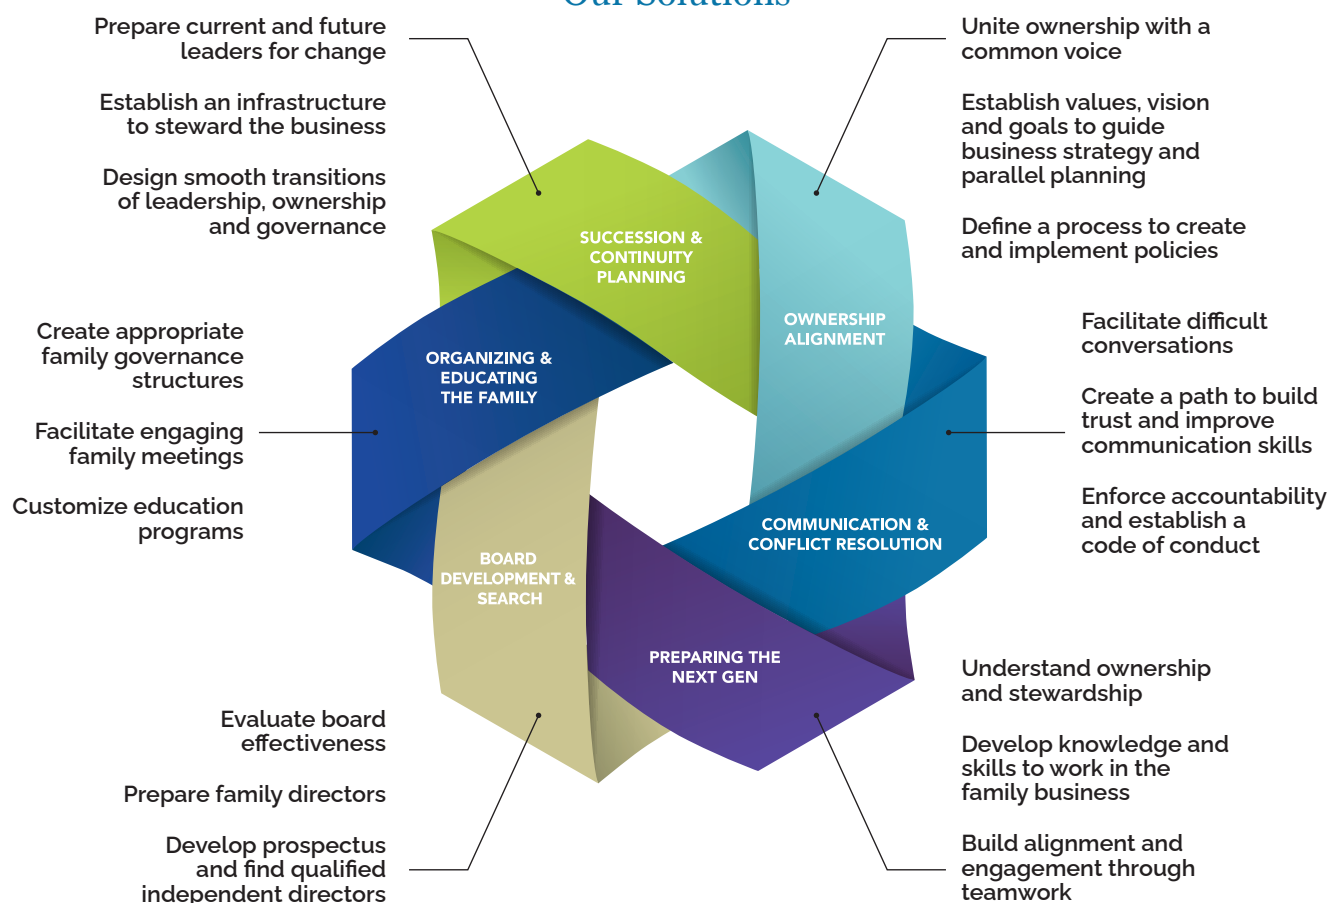 Our Solutions
Prepare current and future
leaders for change
Establish an infrastructure
to steward the business
Design smooth transitions
of leadership, ownership
and governance
Unite ownership with a
common voice
Establish values, vision
and goals to guide
business strategy and
parallel planning
Define a process to create
and implement policies
SUCCESSION &
CONTINUITY
PLANNING
OWNERSHIP
ALIGNMENT
Create appropriate
family governance
structures
Facilitate engaging
family meetings
Customize education
programs
ORGANIZING &
EDUCATING
THE FAMILY
Facilitate difficult
conversations
Create a path to build
trust and improve
communication skills
Enforce accountability
and establish a
code of conduct
COMMUNICATION &
CONFLICT RESOLUTION
BOARD
DEVELOPMENT &
SEARCH
PREPARING THE
NEXT GEN
Evaluate board
effectiveness
Prepare family directors
Develop prospectus
and find qualified
independent directors
Understand ownership
and stewardship
Develop knowledge and
skills to work in the
family business
Build alignment and
engagement through
teamwork